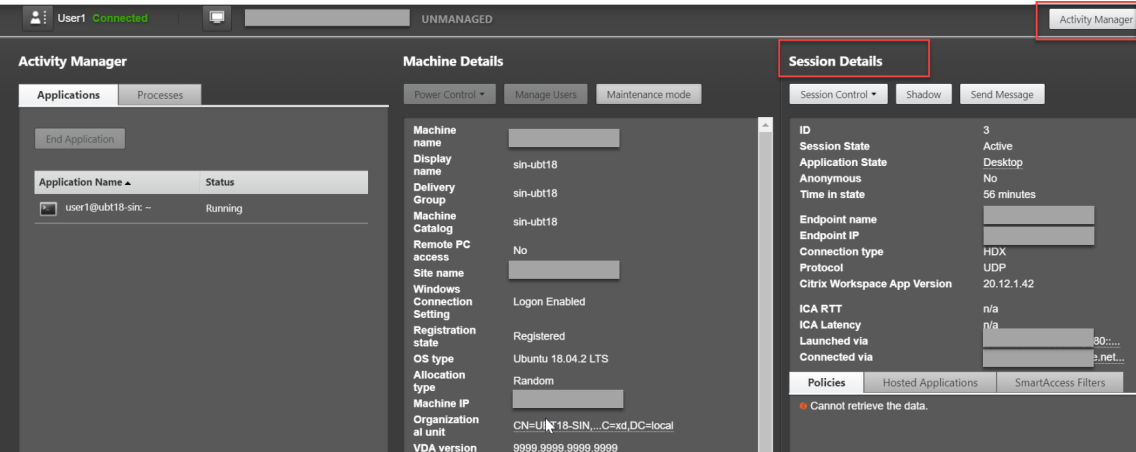 User1 Connected
UNMANAGED
Activity Manager
Activity Manager
Applications Processes
End Application
Application Name Status
user1@ubt18-sin: ~ Running
Machine Details
Power Control Manage Users Maintenance mode
Machine
name
Display
name
sin-ubt18
Delivery
Group
sin-ubt18
Machine
Catalog
sin-ubt18
Remote PC
access
No
Site name
Windows
Connection
Setting
Logon Enabled
Registration
state
Registered
OS type Ubuntu 18.04.2 LTS
Allocation
type
Random
Machine IP
Organization
al unit
CN=UBT18-SIN,...C=xd,DC=local
VDA version 9999.9999.9999.9999
Session Details
Session Control Shadow Send Message
ID 3
Session State Active
Application State Desktop
Anonymous No
Time in state 56 minutes
Endpoint name
Endpoint IP
Connection type HDX
Protocol UDP
Citrix Workspace App Version 20.12.1.42
ICA RTT n/a
ICA Latency n/a
Launched via 80::...
Connected via e.net...
Policies Hosted Applications SmartAccess Filters
Cannot retrieve the data.